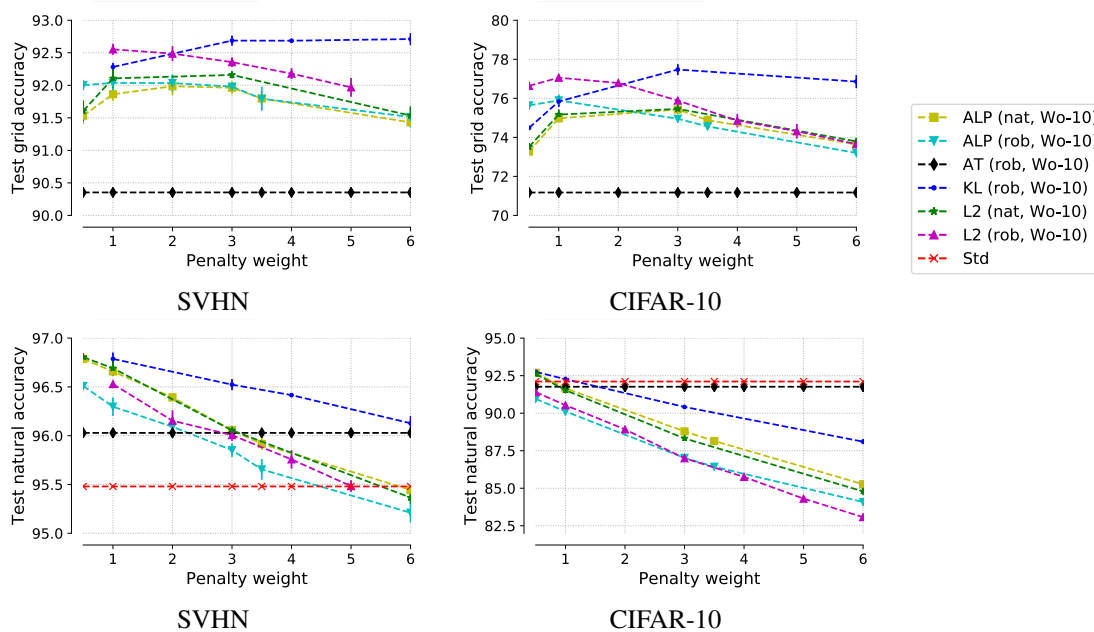 93.0
92.5
92.0
91.5
91.0
90.5
90.0
Test grid accuracy
1 2 3 4 5 6
Penalty weight
SVHN
80
78
76
74
72
70
Test grid accuracy
1 2 3 4 5 6
Penalty weight
CIFAR-10
ALP (nat, Wo-10)
ALP (rob, Wo-10)
AT (rob, Wo-10)
KL (rob, Wo-10)
L2 (nat, Wo-10)
L2 (rob, Wo-10)
Std
97.0
96.5
96.0
95.5
95.0
Test natural accuracy
1 2 3 4 5 6
Penalty weight
SVHN
95.0
92.5
90.0
87.5
85.0
82.5
Test natural accuracy
1 2 3 4 5 6
Penalty weight
CIFAR-10